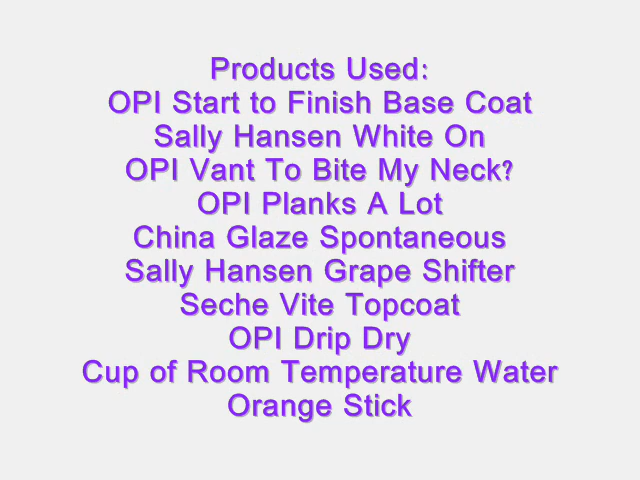 Products Used:
OPI Start to Finish Base Coat
Sally Hansen White On
OPI Vant To Bite My Neck?
OPI Planks A Lot
China Glaze Spontaneous
Sally Hansen Grape Shifter
Seche Vite Topcoat
OPI Drip Dry
Cup of Room Temperature Water
Orange Stick